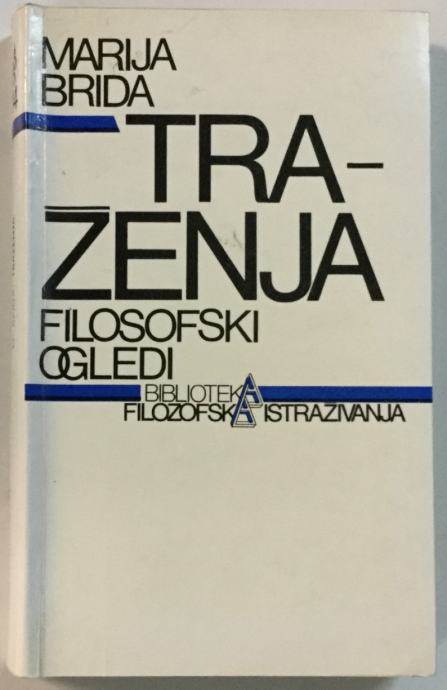 MARIJA
BRIDA
TRA–
ŽENJA
FILOSOFSKI
OGLEDI
BIBLIOTEKA
FILOZOFSKA ISTRAŽIVANJA